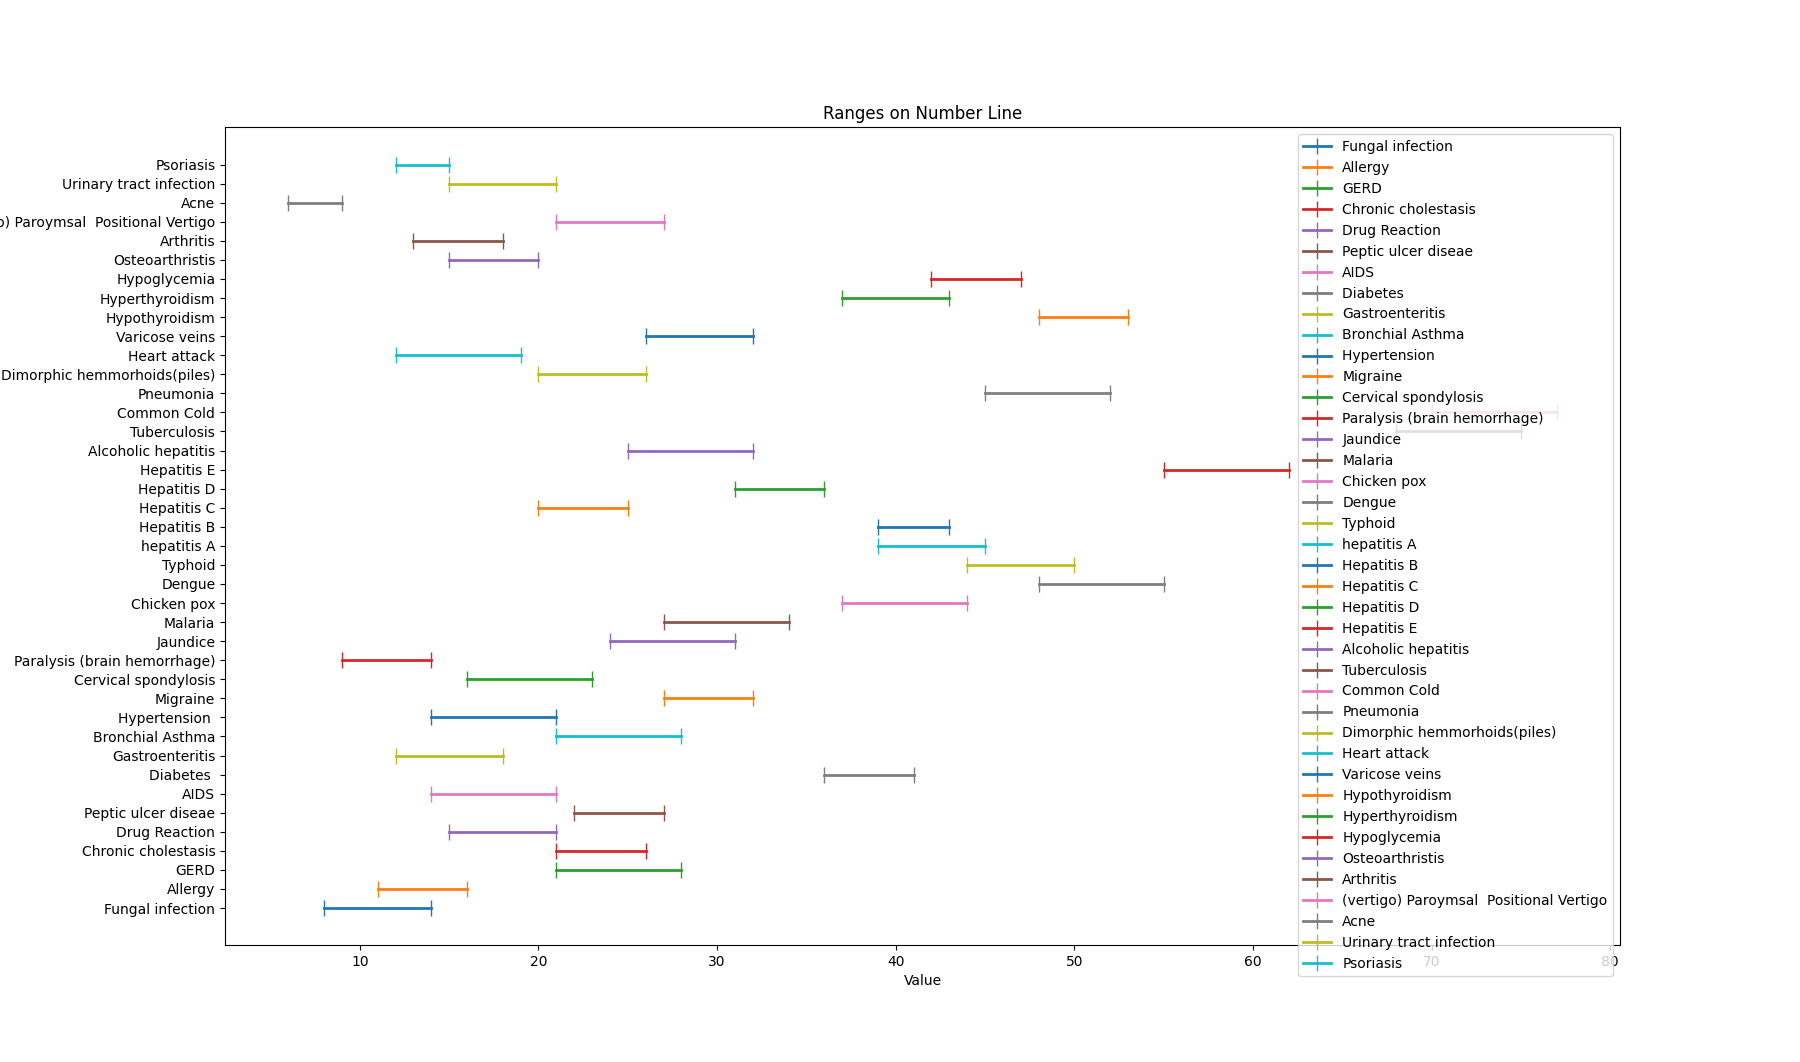 Ranges on Number Line
Psoriasis
Urinary tract infection
Acne
o) Paroymsal  Positional Vertigo
Arthritis
Osteoarthristis
Hypoglycemia
Hyperthyroidism
Hypothyroidism
Varicose veins
Heart attack
Dimorphic hemmorhoids(piles)
Pneumonia
Common Cold
Tuberculosis
Alcoholic hepatitis
Hepatitis E
Hepatitis D
Hepatitis C
Hepatitis B
hepatitis A
Typhoid
Dengue
Chicken pox
Malaria
Jaundice
Paralysis (brain hemorrhage)
Cervical spondylosis
Migraine
Hypertension
Bronchial Asthma
Gastroenteritis
Diabetes
AIDS
Peptic ulcer diseae
Drug Reaction
Chronic cholestasis
GERD
Allergy
Fungal infection
10 20 30 40 50 60 70 80
Value
Fungal infection
Allergy
GERD
Chronic cholestasis
Drug Reaction
Peptic ulcer diseae
AIDS
Diabetes
Gastroenteritis
Bronchial Asthma
Hypertension
Migraine
Cervical spondylosis
Paralysis (brain hemorrhage)
Jaundice
Malaria
Chicken pox
Dengue
Typhoid
hepatitis A
Hepatitis B
Hepatitis C
Hepatitis D
Hepatitis E
Alcoholic hepatitis
Tuberculosis
Common Cold
Pneumonia
Dimorphic hemmorhoids(piles)
Heart attack
Varicose veins
Hypothyroidism
Hyperthyroidism
Hypoglycemia
Osteoarthristis
Arthritis
(vertigo) Paroymsal  Positional Vertigo
Acne
Urinary tract infection
Psoriasis